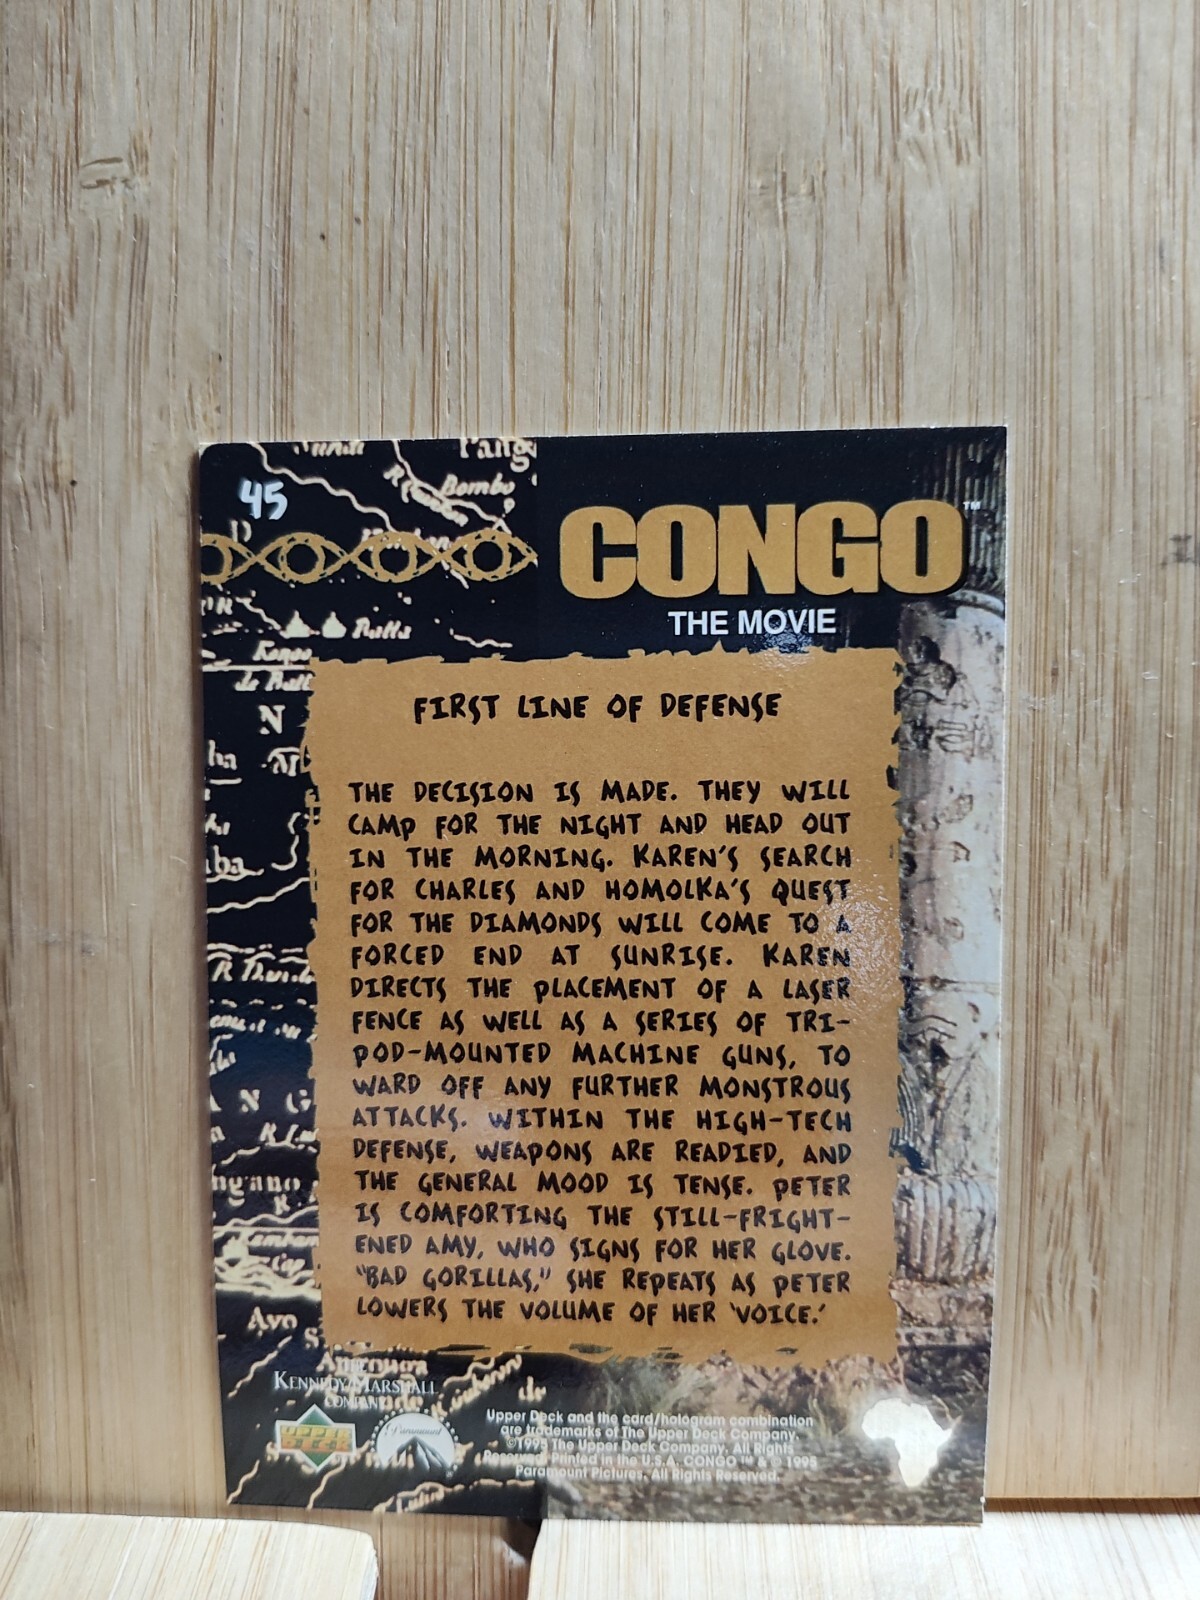 45
Bombo
CONGO™
THE MOVIE
FIRST LINE OF DEFENSE
THE DECISION IS MADE. THEY WILL
CAMP FOR THE NIGHT AND HEAD OUT
IN THE MORNING. KAREN'S SEARCH
FOR CHARLES AND HOMOLKA'S QUEST
FOR THE DIAMONDS WILL COME TO A
FORCED END AT SUNRISE. KAREN
DIRECTS THE PLACEMENT OF A LASER
FENCE AS WELL AS A SERIES OF TRI-
POD-MOUNTED MACHINE GUNS, TO
WARD OFF ANY FURTHER MONSTROUS
ATTACKS. WITHIN THE HIGH-TECH
DEFENSE, WEAPONS ARE READIED, AND
THE GENERAL MOOD IS TENSE. PETER
IS COMFORTING THE STILL-FRIGHT-
ENED AMY, WHO SIGNS FOR HER GLOVE.
"BAD GORILLAS," SHE REPEATS AS PETER
LOWERS THE VOLUME OF HER 'VOICE.'
KENNEDY/MARSHALL
COMPANY
UPPER
DECK
Paramount
Upper Deck and the card/hologram combination
are trademarks of The Upper Deck Company.
©1995 The Upper Deck Company. All Rights
Reserved. Printed in the U.S.A. CONGO ™ & © 1995
Paramount Pictures. All Rights Reserved.